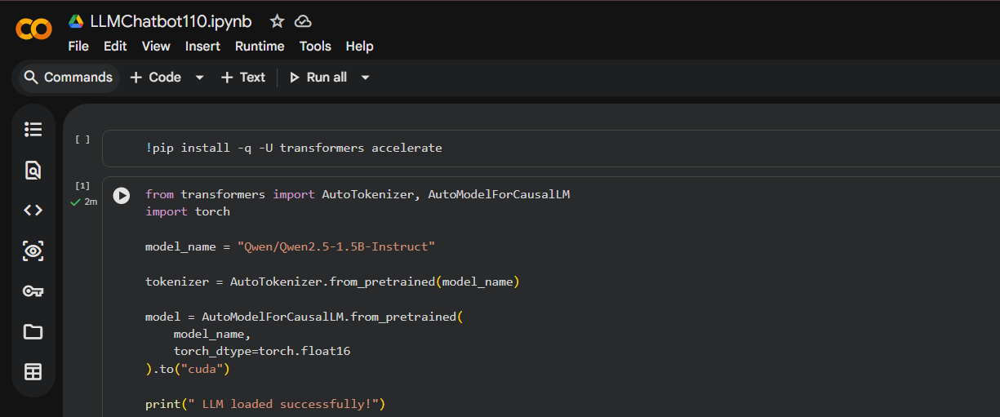 LLMChatbot110.ipynb
File Edit View Insert Runtime Tools Help
Commands + Code + Text Run all
[ ]
!pip install -q -U transformers accelerate
[1]
2m
from transformers import AutoTokenizer, AutoModelForCausalLM
import torch
model_name = "Qwen/Qwen2.5-1.5B-Instruct"
tokenizer = AutoTokenizer.from_pretrained(model_name)
model = AutoModelForCausalLM.from_pretrained(
    model_name,
    torch_dtype=torch.float16
).to("cuda")
print(" LLM loaded successfully!")